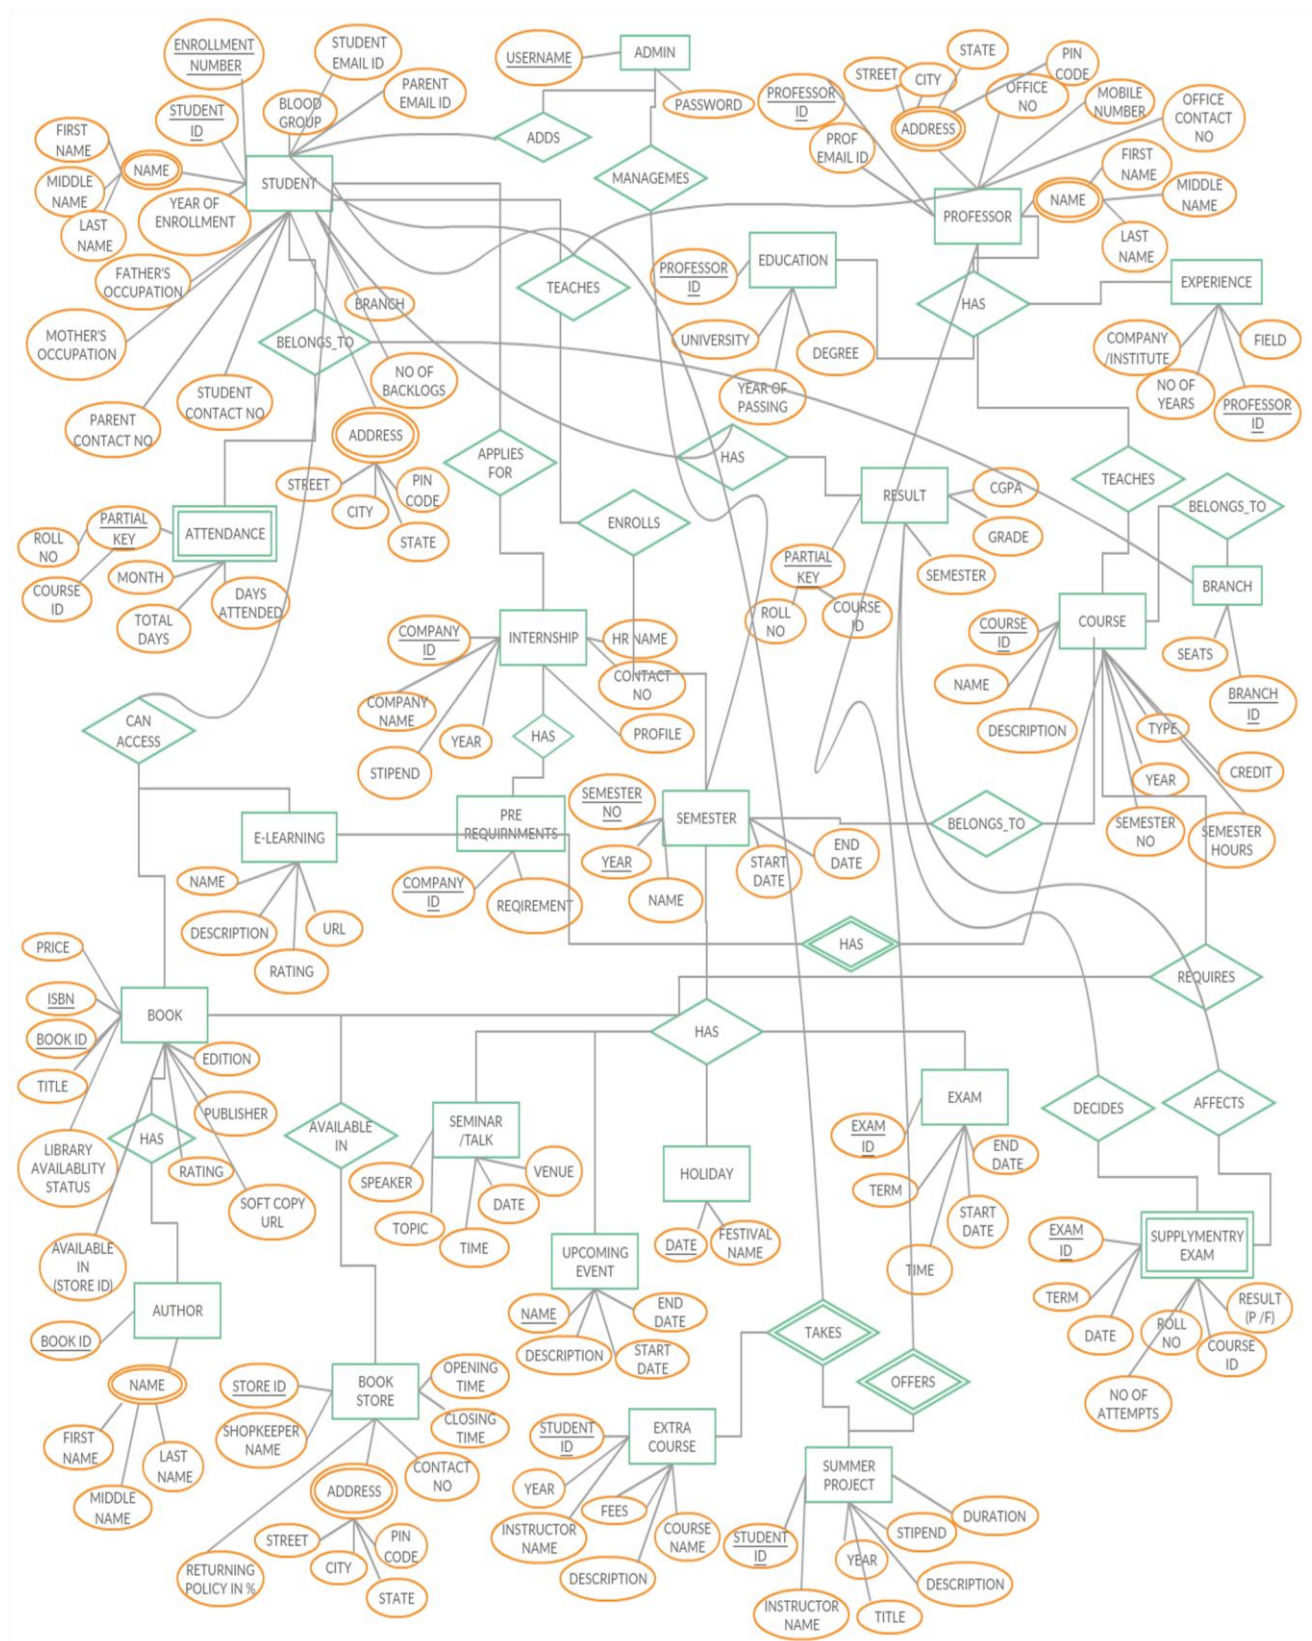 ENROLLMENT
NUMBER
STUDENT
EMAIL ID
PARENT
EMAIL ID
BLOOD
GROUP
STUDENT
ID
FIRST
NAME
MIDDLE
NAME
LAST
NAME
NAME
YEAR OF
ENROLLMENT
STUDENT
FATHER'S
OCCUPATION
MOTHER'S
OCCUPATION
PARENT
CONTACT NO
STUDENT
CONTACT NO
BRANCH
NO OF
BACKLOGS
BELONGS_TO
ADDRESS
STREET
CITY
PIN
CODE
STATE
USERNAME
ADMIN
PASSWORD
ADDS
MANAGEMES
PROFESSOR
ID
PROF
EMAIL ID
STREET
CITY
STATE
PIN
CODE
ADDRESS
OFFICE
NO
MOBILE
NUMBER
OFFICE
CONTACT
NO
PROFESSOR
NAME
FIRST
NAME
MIDDLE
NAME
LAST
NAME
TEACHES
PROFESSOR
ID
EDUCATION
UNIVERSITY
DEGREE
YEAR OF
PASSING
HAS
EXPERIENCE
COMPANY
/INSTITUTE
NO OF
YEARS
PROFESSOR
ID
FIELD
ATTENDANCE
PARTIAL
KEY
ROLL
NO
COURSE
ID
MONTH
TOTAL
DAYS
DAYS
ATTENDED
APPLIES
FOR
ENROLLS
HAS
RESULT
CGPA
GRADE
SEMESTER
PARTIAL
KEY
ROLL
NO
COURSE
ID
TEACHES
BELONGS_TO
BRANCH
SEATS
BRANCH
ID
COURSE
COURSE
ID
NAME
DESCRIPTION
TYPE
YEAR
CREDIT
SEMESTER
NO
SEMESTER
HOURS
INTERNSHIP
COMPANY
ID
COMPANY
NAME
STIPEND
YEAR
HR NAME
CONTACT
NO
PROFILE
HAS
PRE
REQUIRNMENTS
COMPANY
ID
REQIREMENT
CAN
ACCESS
E-LEARNING
NAME
DESCRIPTION
RATING
URL
SEMESTER
NO
SEMESTER
YEAR
NAME
START
DATE
END
DATE
BELONGS_TO
HAS
REQUIRES
PRICE
ISBN
BOOK ID
TITLE
BOOK
LIBRARY
AVAILABLITY
STATUS
AVAILABLE
IN
(STORE ID)
HAS
RATING
EDITION
PUBLISHER
SOFT COPY
URL
AVAILABLE
IN
AUTHOR
BOOK ID
NAME
FIRST
NAME
MIDDLE
NAME
LAST
NAME
BOOK
STORE
STORE ID
SHOPKEEPER
NAME
OPENING
TIME
CLOSING
TIME
CONTACT
NO
ADDRESS
STREET
CITY
PIN
CODE
STATE
RETURNING
POLICY IN %
HAS
SEMINAR
/TALK
SPEAKER
TOPIC
TIME
DATE
VENUE
UPCOMING
EVENT
NAME
DESCRIPTION
START
DATE
END
DATE
HOLIDAY
DATE
FESTIVAL
NAME
EXAM
EXAM
ID
TERM
TIME
START
DATE
END
DATE
DECIDES
AFFECTS
SUPPLYMENTRY
EXAM
EXAM
ID
TERM
DATE
ROLL
NO
COURSE
ID
RESULT
(P /F)
NO OF
ATTEMPTS
TAKES
OFFERS
EXTRA
COURSE
STUDENT
ID
YEAR
INSTRUCTOR
NAME
FEES
DESCRIPTION
COURSE
NAME
SUMMER
PROJECT
STUDENT
ID
INSTRUCTOR
NAME
YEAR
TITLE
STIPEND
DESCRIPTION
DURATION